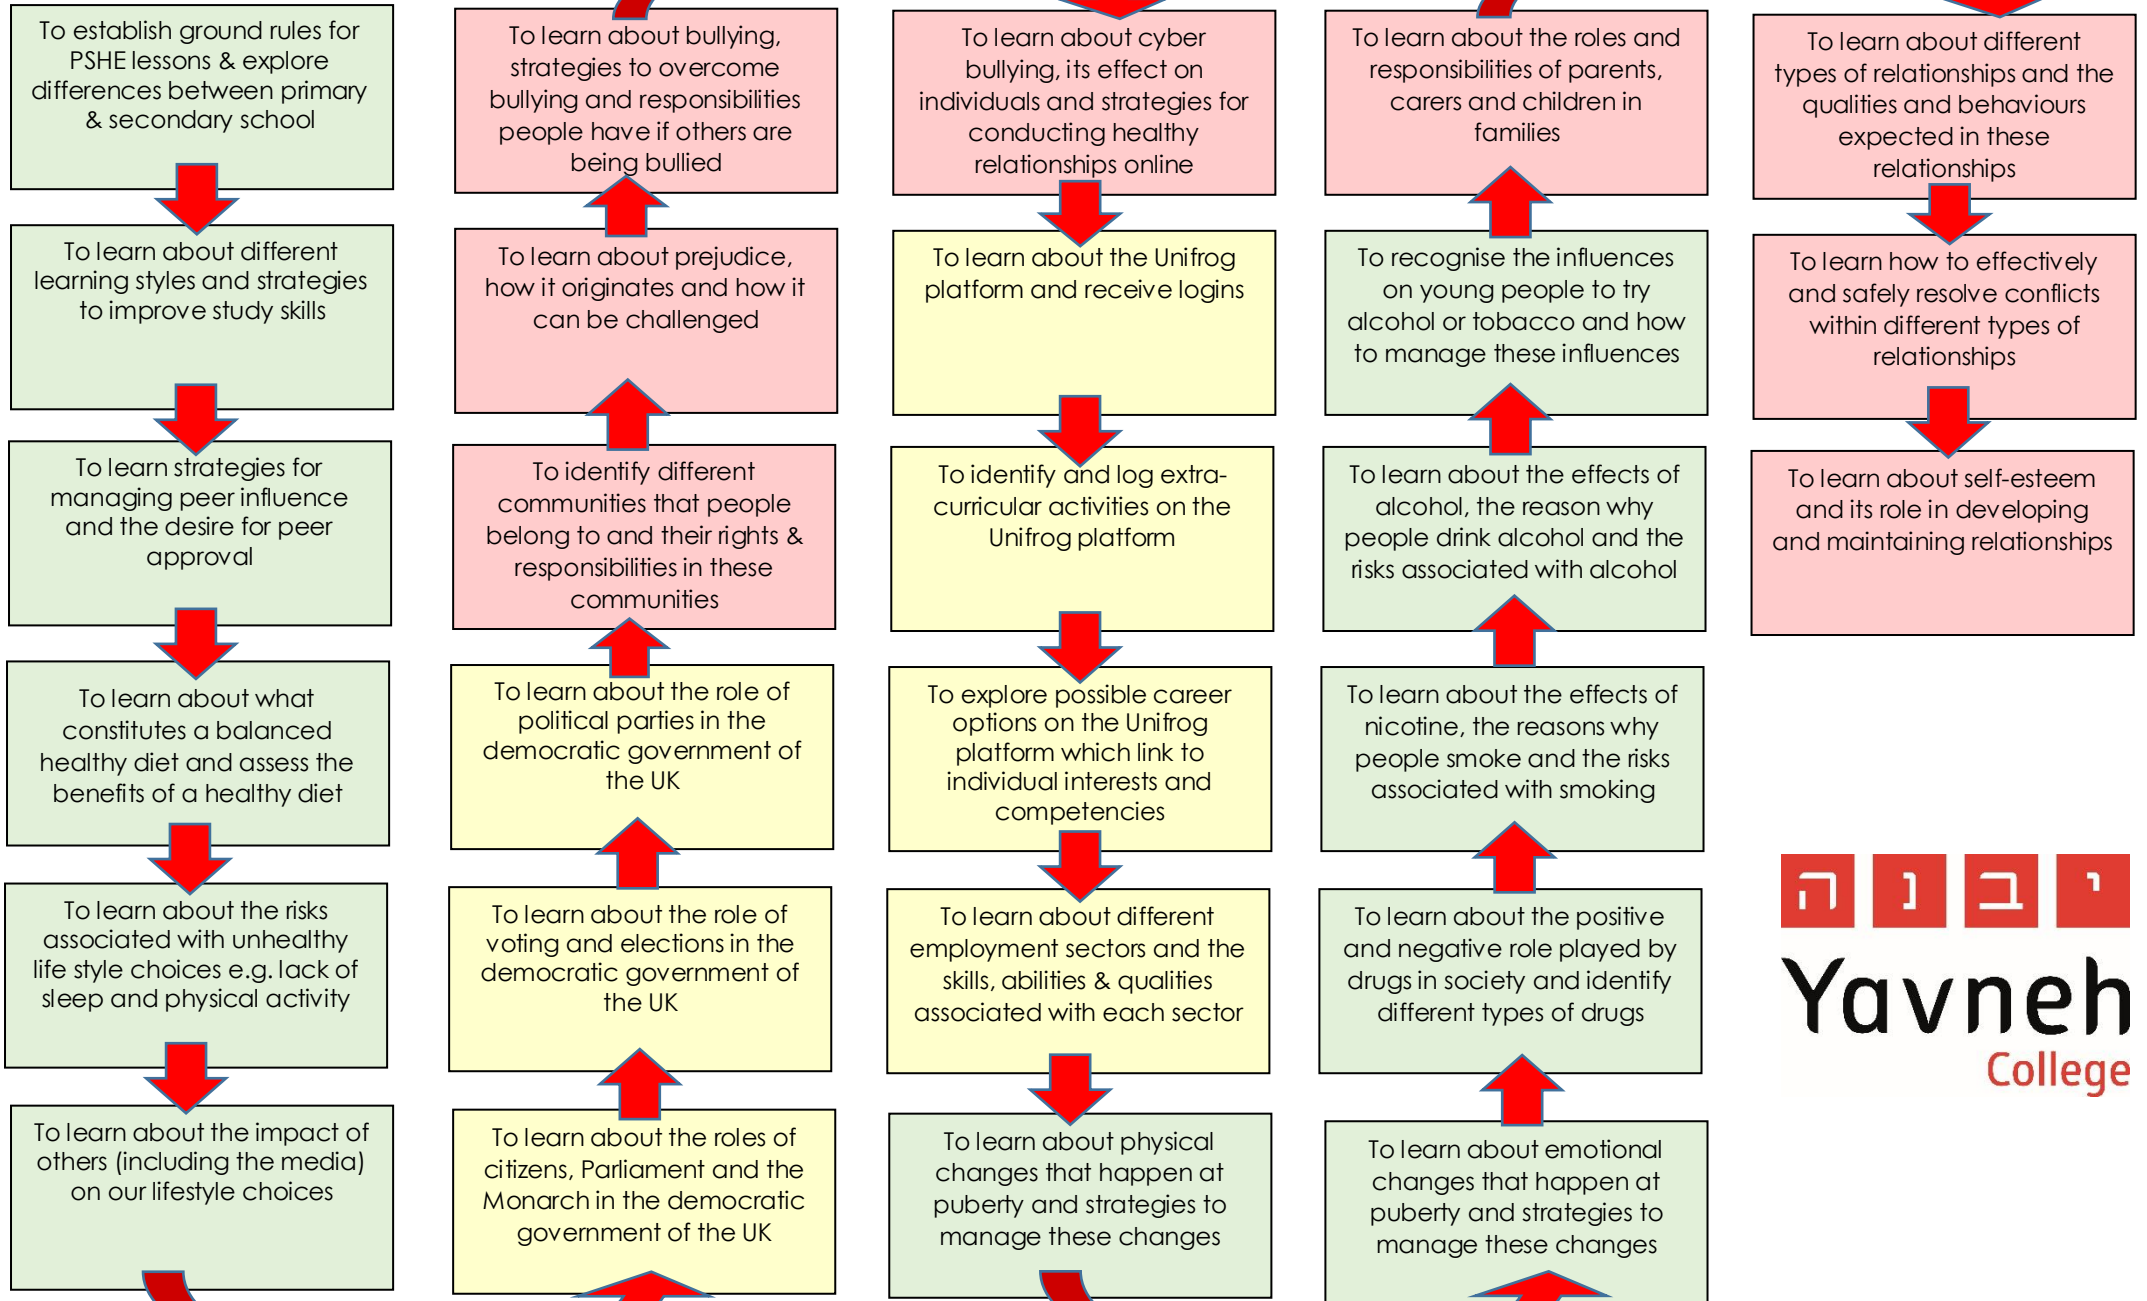 To establish ground rules for
PSHE lessons & explore
differences between primary
& secondary school
To learn about different
learning styles and strategies
to improve study skills
To learn strategies for
managing peer influence
and the desire for peer
approval
To learn about what
constitutes a balanced
healthy diet and assess the
benefits of a healthy diet
To learn about the risks
associated with unhealthy
life style choices e.g. lack of
sleep and physical activity
To learn about the impact of
others (including the media)
on our lifestyle choices
To learn about the roles of
citizens, Parliament and the
Monarch in the democratic
government of the UK
To learn about the role of
voting and elections in the
democratic government of
the UK
To learn about the role of
political parties in the
democratic government of
the UK
To identify different
communities that people
belong to and their rights &
responsibilities in these
communities
To learn about prejudice,
how it originates and how it
can be challenged
To learn about bullying,
strategies to overcome
bullying and responsibilities
people have if others are
being bullied
To learn about cyber
bullying, its effect on
individuals and strategies for
conducting healthy
relationships online
To learn about the Unifrog
platform and receive logins
To identify and log extra-
curricular activities on the
Unifrog platform
To explore possible career
options on the Unifrog
platform which link to
individual interests and
competencies
To learn about different
employment sectors and the
skills, abilities & qualities
associated with each sector
To learn about physical
changes that happen at
puberty and strategies to
manage these changes
To learn about emotional
changes that happen at
puberty and strategies to
manage these changes
To learn about the positive
and negative role played by
drugs in society and identify
different types of drugs
To learn about the effects of
nicotine, the reasons why
people smoke and the risks
associated with smoking
To learn about the effects of
alcohol, the reason why
people drink alcohol and the
risks associated with alcohol
To recognise the influences
on young people to try
alcohol or tobacco and how
to manage these influences
To learn about the roles and
responsibilities of parents,
carers and children in
families
To learn about different
types of relationships and the
qualities and behaviours
expected in these
relationships
To learn how to effectively
and safely resolve conflicts
within different types of
relationships
To learn about self-esteem
and its role in developing
and maintaining relationships
יבנה
Yavneh
College